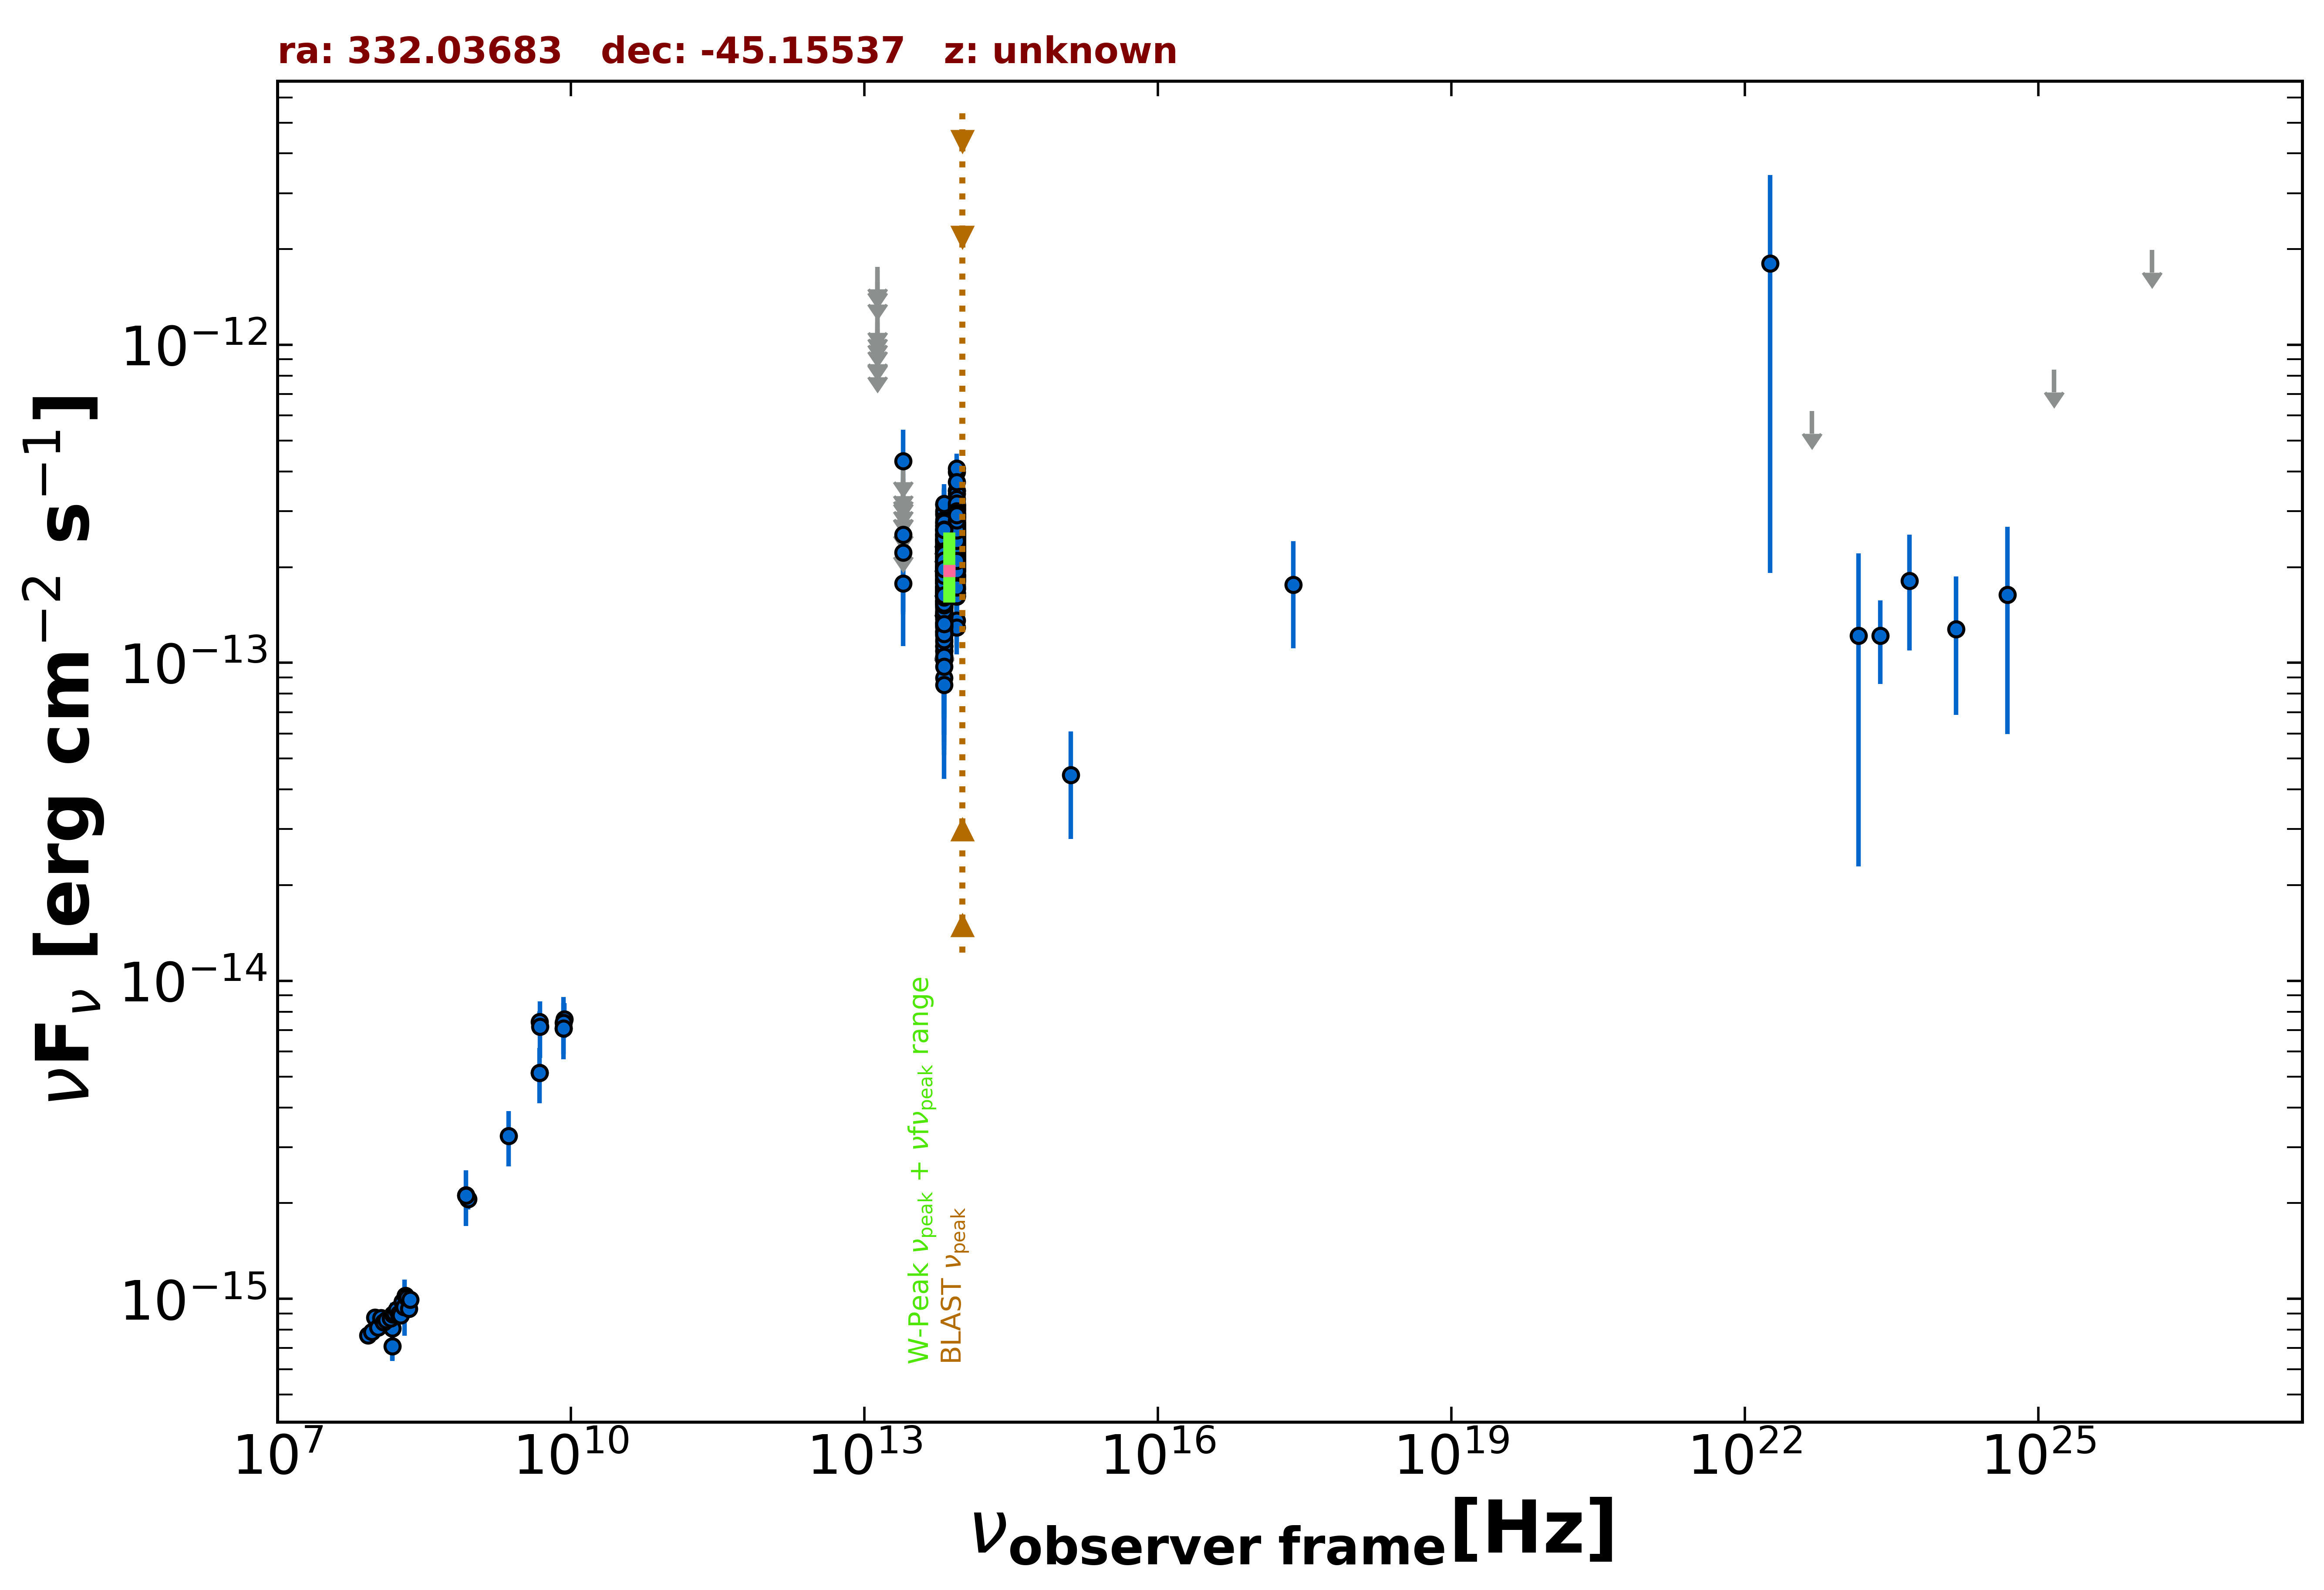 ra: 332.03683   dec: -45.15537   z: unknown
νFν [erg cm−2 s−1]
10−12
10−13
10−14
10−15
W-Peak νpeak + νfνpeak range
BLAST νpeak
107 1010 1013 1016 1019 1022 1025
νobserver frame[Hz]